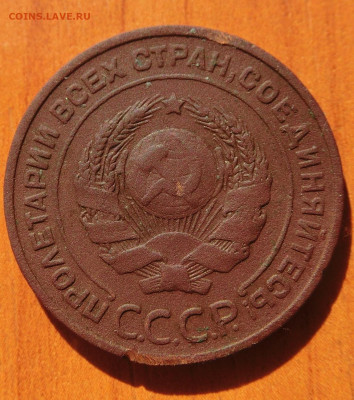 COINS.LAVE.RU
ПРОЛЕТАРИИ ВСЕХ СТРАН, СОЕДИНЯЙТЕСЬ!
С.С.С.Р.